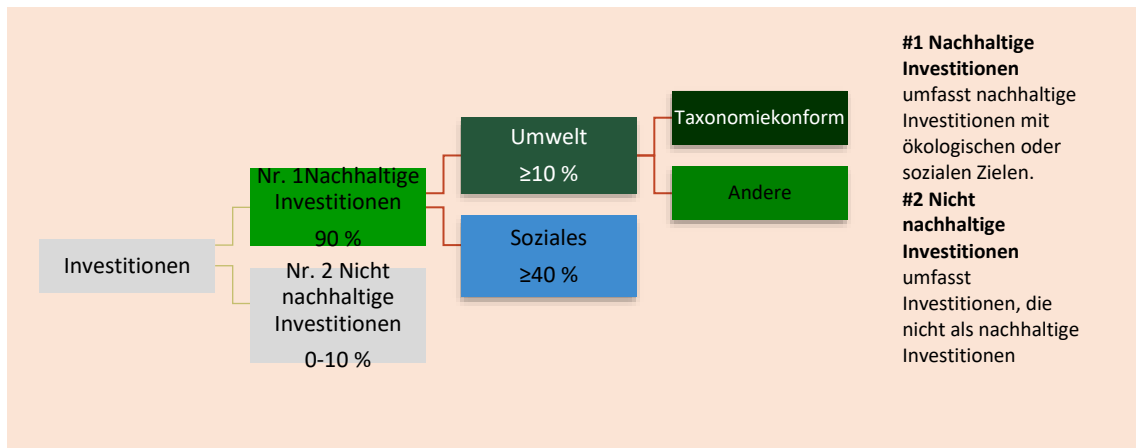 Investitionen
Nr. 1Nachhaltige
Investitionen
90 %
Nr. 2 Nicht
nachhaltige
Investitionen
0-10 %
Umwelt
≥10 %
Soziales
≥40 %
Taxonomiekonform
Andere
#1 Nachhaltige
Investitionen
umfasst nachhaltige
Investitionen mit
ökologischen oder
sozialen Zielen.
#2 Nicht
nachhaltige
Investitionen
umfasst
Investitionen, die
nicht als nachhaltige
Investitionen